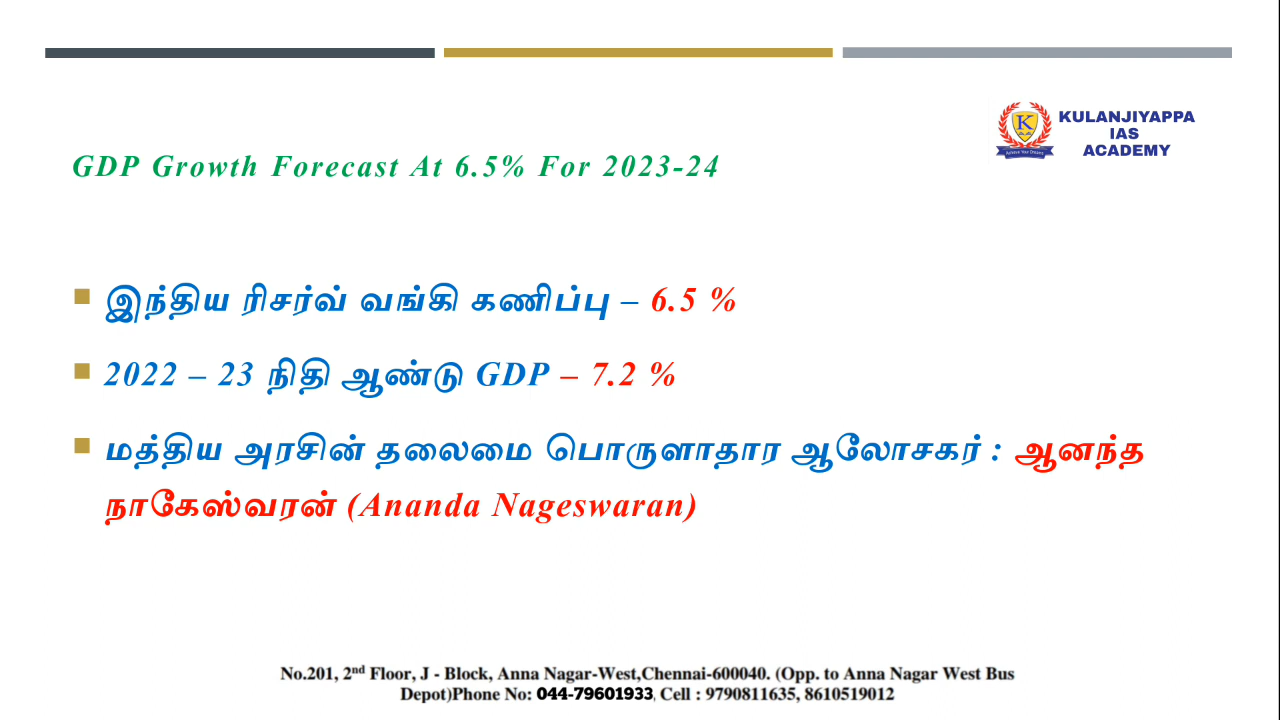 KULANJIYAPPA
IAS
ACADEMY
GDP Growth Forecast At 6.5% For 2023-24
இந்திய ரிசர்வ் வங்கி கணிப்பு – 6.5 %
2022 – 23 நிதி ஆண்டு GDP – 7.2 %
மத்திய அரசின் தலைமை பொருளாதார ஆலோசகர் : ஆனந்த
நாகேஸ்வரன் (Ananda Nageswaran)
No.201, 2nd Floor, J - Block, Anna Nagar-West,Chennai-600040. (Opp. to Anna Nagar West Bus
Depot)Phone No: 044-79601933, Cell : 9790811635, 8610519012